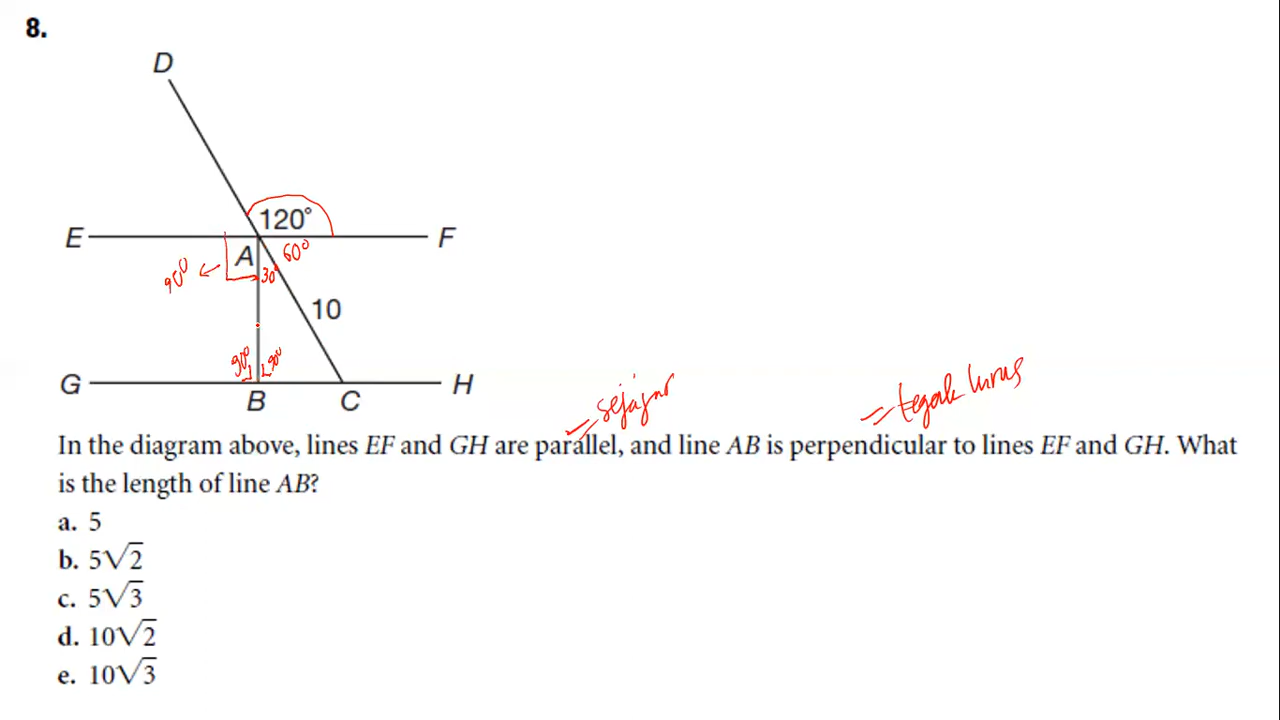 8.
D
120°
E
F
A
60°
90°
30°
10
90°
90°
G
H
B
C
= sejajar
= tegak lurus
In the diagram above, lines EF and GH are parallel, and line AB is perpendicular to lines EF and GH. What
is the length of line AB?
a. 5
b. 5√2
c. 5√3
d. 10√2
e. 10√3